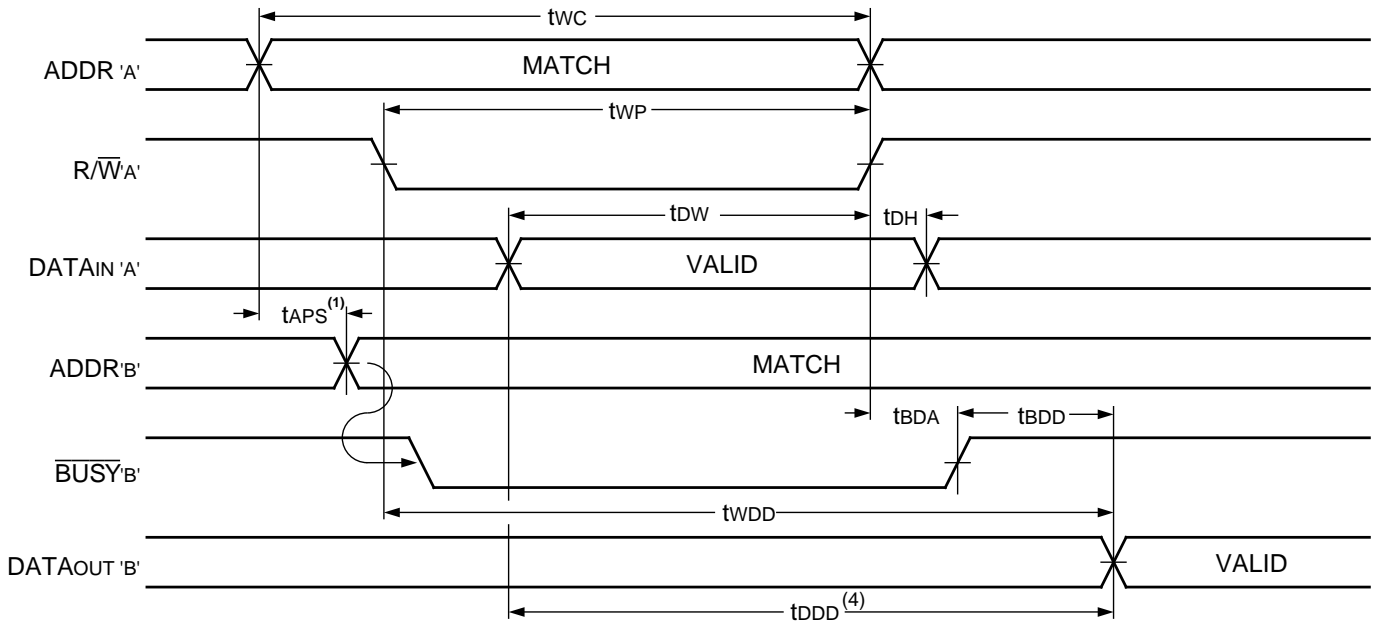 tWC
ADDR 'A'
MATCH
tWP
R/W̅'A'
tDW
tDH
DATAIN 'A'
VALID
tAPS(1)
ADDR'B'
MATCH
tBDA
tBDD
B̅U̅S̅Y̅'B'
tWDD
DATAOUT 'B'
VALID
tDDD(4)